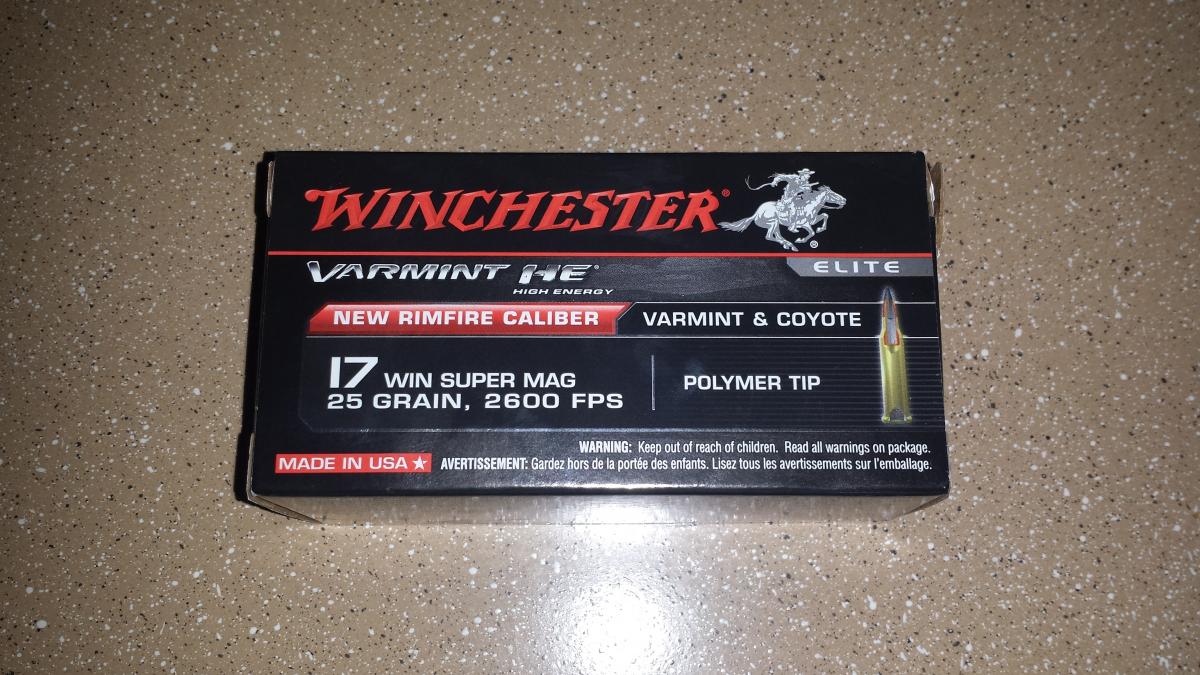 WINCHESTER®
®
VARMINT HE®
HIGH ENERGY
ELITE
NEW RIMFIRE CALIBER
VARMINT & COYOTE
17 WIN SUPER MAG
25 GRAIN, 2600 FPS
POLYMER TIP
WARNING: Keep out of reach of children. Read all warnings on package.
MADE IN USA ★
AVERTISSEMENT: Gardez hors de la portée des enfants. Lisez tous les avertissements sur l'emballage.